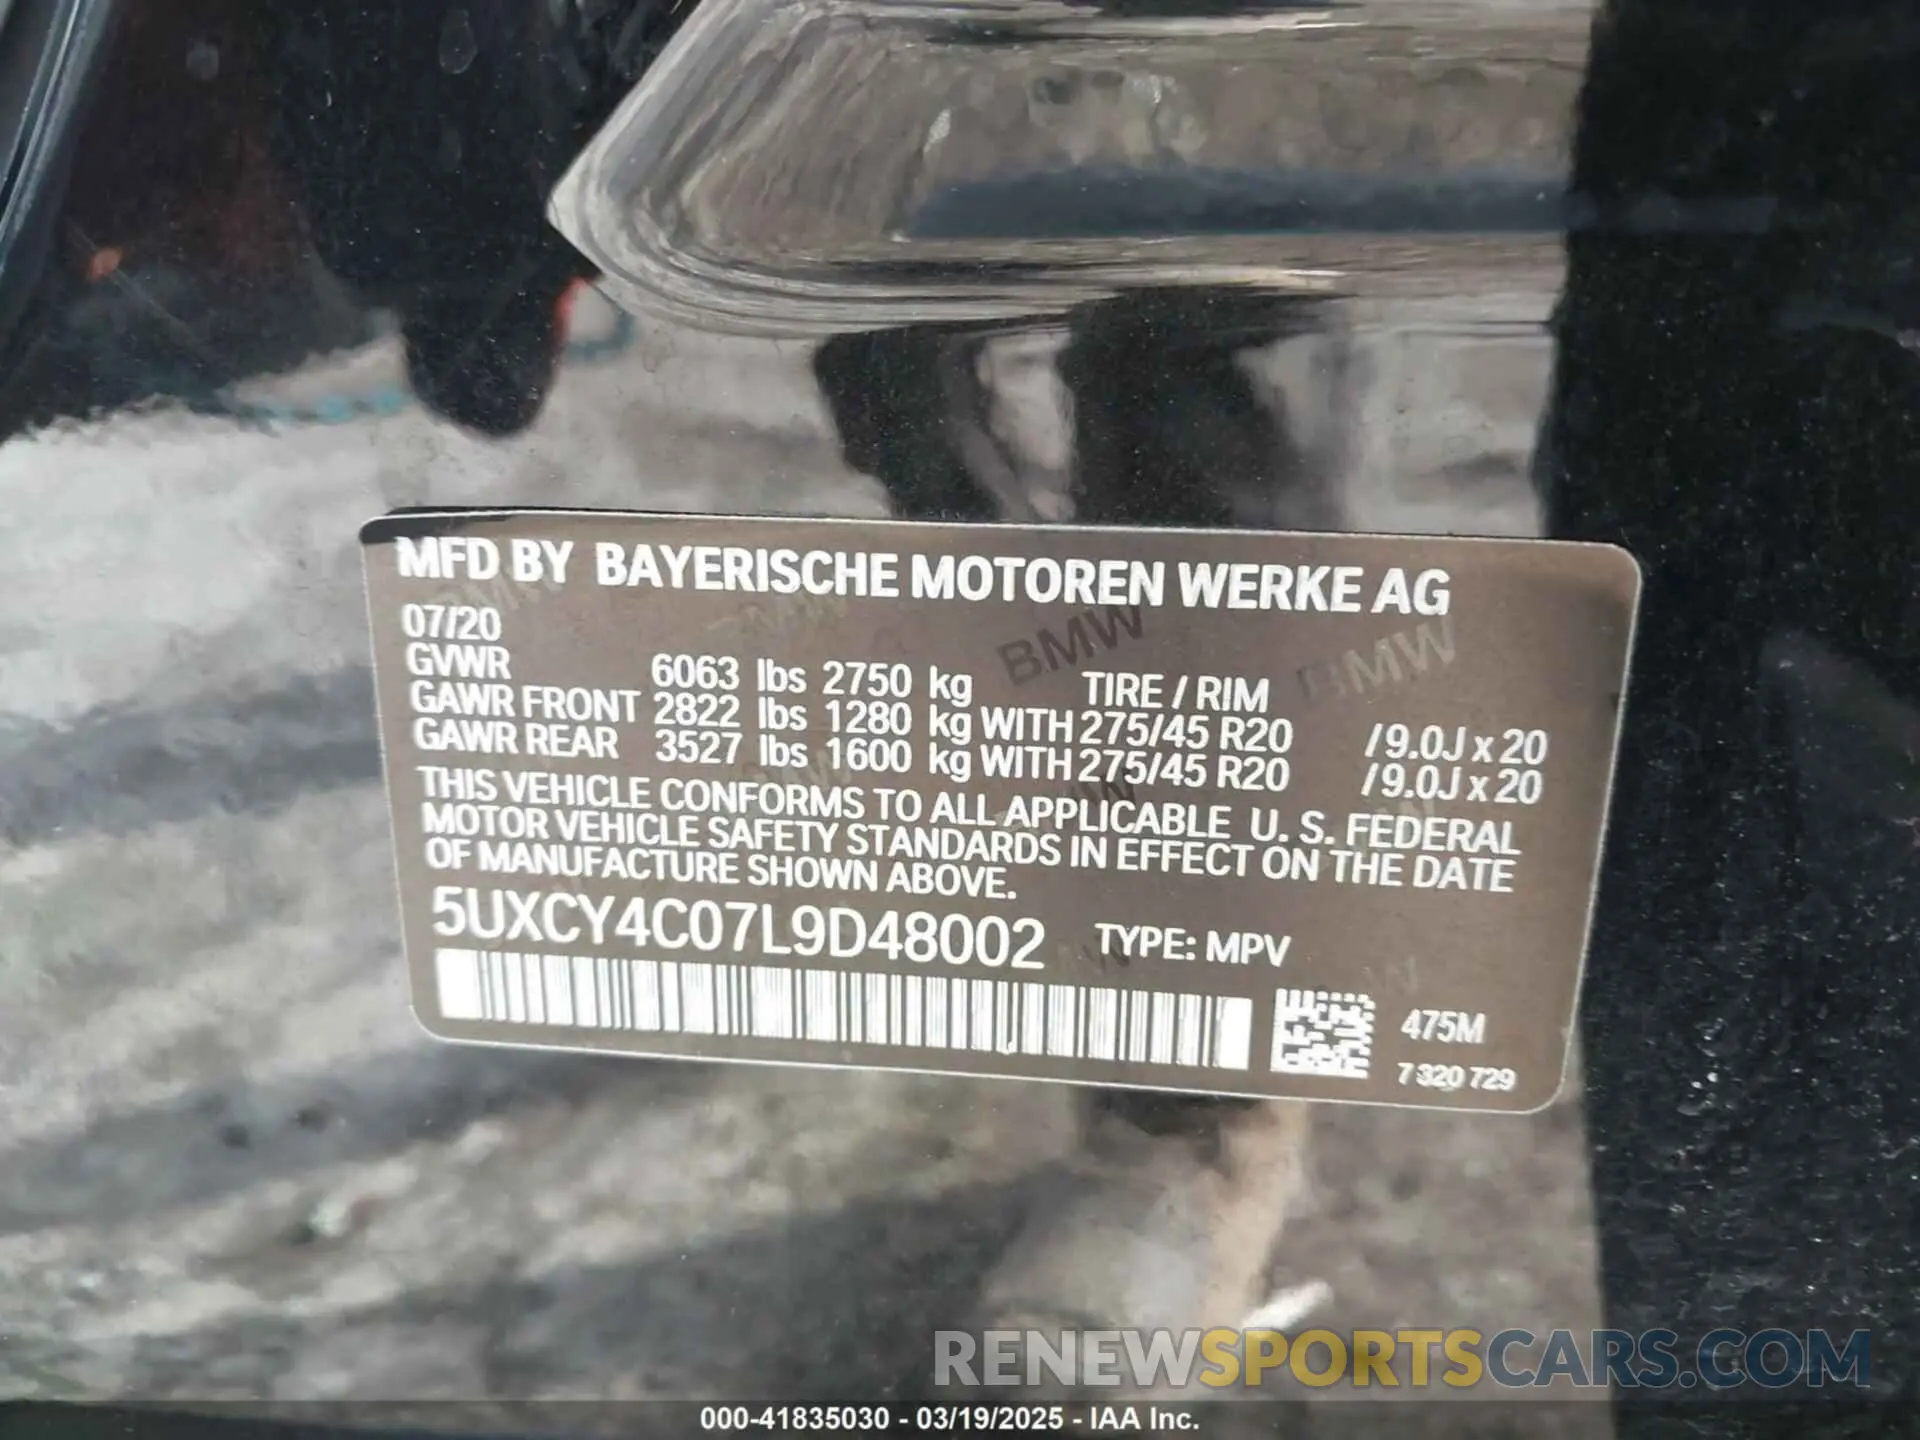 MFD BY BAYERISCHE MOTOREN WERKE AG
07/20
GVWR 6063 lbs 2750 kg TIRE / RIM
GAWR FRONT 2822 lbs 1280 kg WITH 275/45 R20 / 9.0J x 20
GAWR REAR 3527 lbs 1600 kg WITH 275/45 R20 / 9.0J x 20
THIS VEHICLE CONFORMS TO ALL APPLICABLE U. S. FEDERAL
MOTOR VEHICLE SAFETY STANDARDS IN EFFECT ON THE DATE
OF MANUFACTURE SHOWN ABOVE.
5UXCY4C07L9D48002 TYPE: MPV
475M
7 320 729
BMW
BMW
RENEWSPORTSCARS.COM
000-41835030 - 03/19/2025 - IAA Inc.